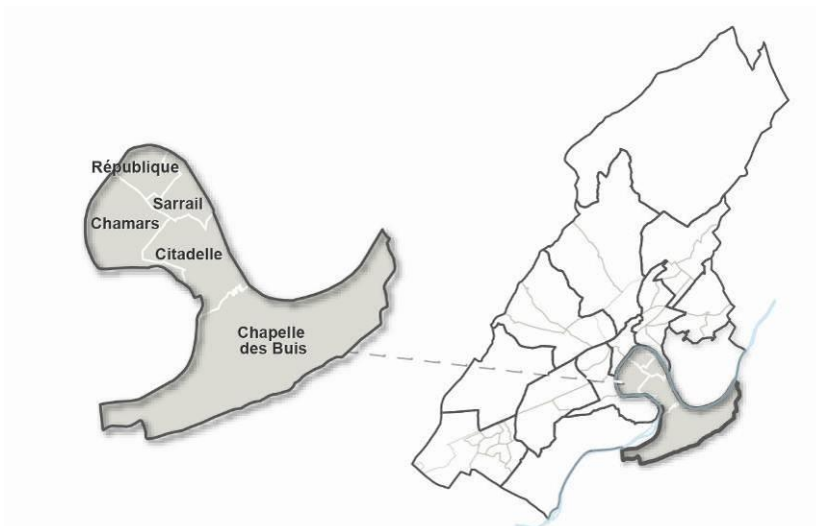 République
Sarrail
Chamars
Citadelle
Chapelle
des Buis